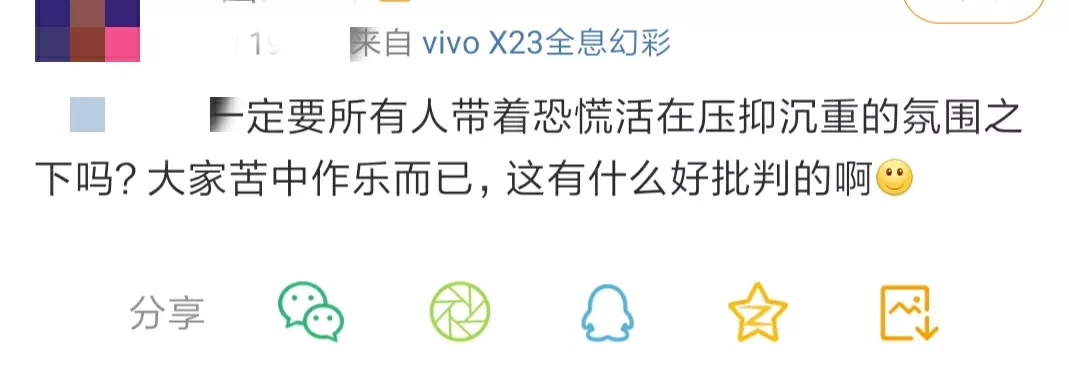 来自 vivo X23全息幻彩
一定要所有人带着恐慌活在压抑沉重的氛围之
下吗?大家苦中作乐而已,这有什么好批判的啊
分享